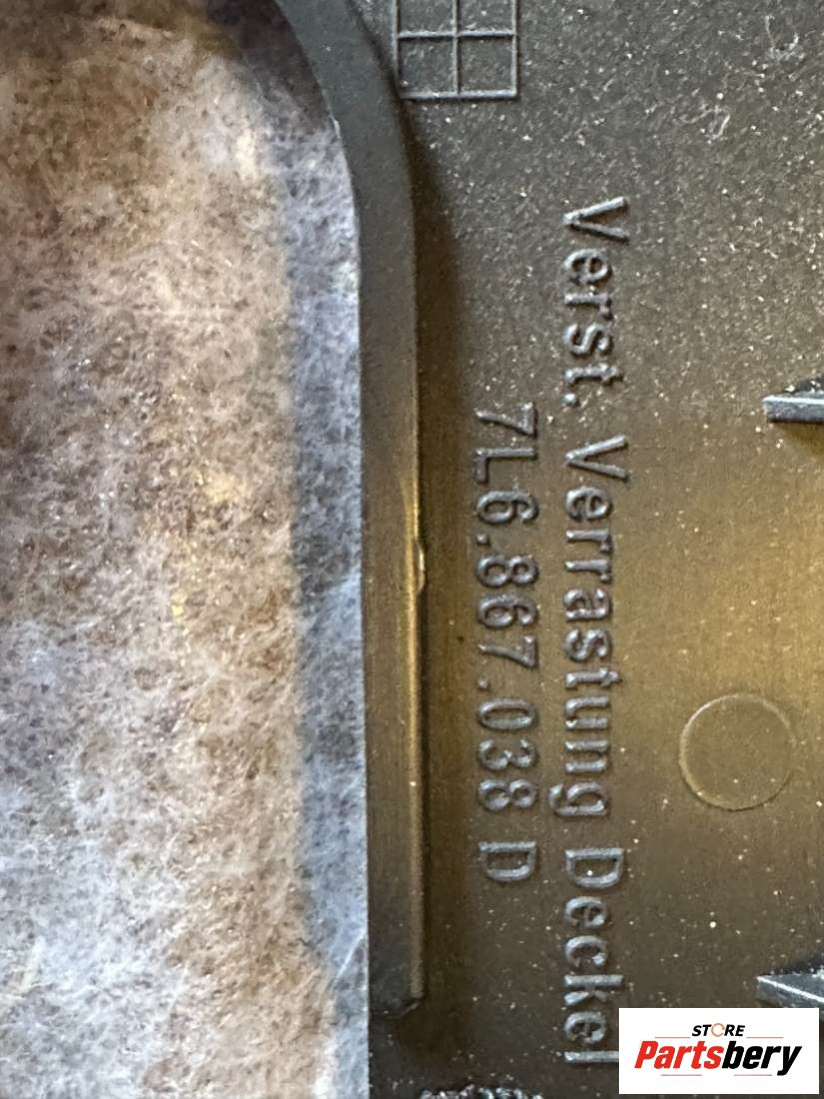 Verst. Verrastung Deckel
7L6.867.038 D
STORE
Partsbery